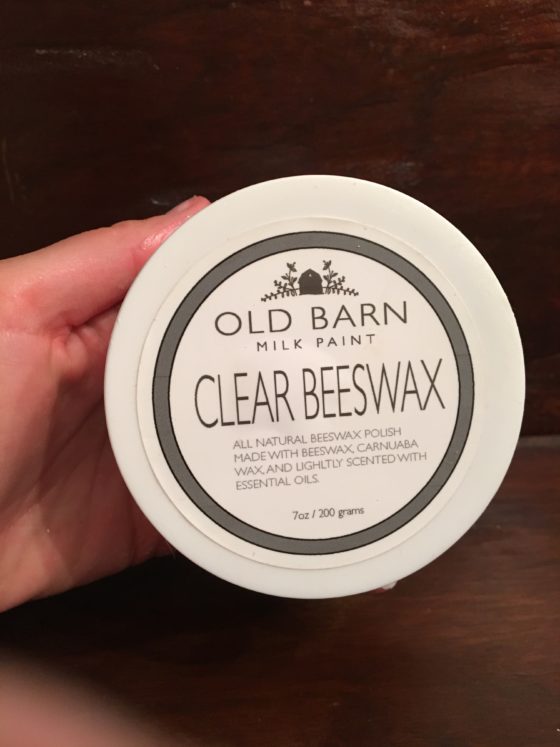 OLD BARN
MILK PAINT
CLEAR BEESWAX
ALL NATURAL BEESWAX POLISH
MADE WITH BEESWAX, CARNUABA
WAX, AND LIGHLTLY SCENTED WITH
ESSENTIAL OILS.
7oz / 200 grams